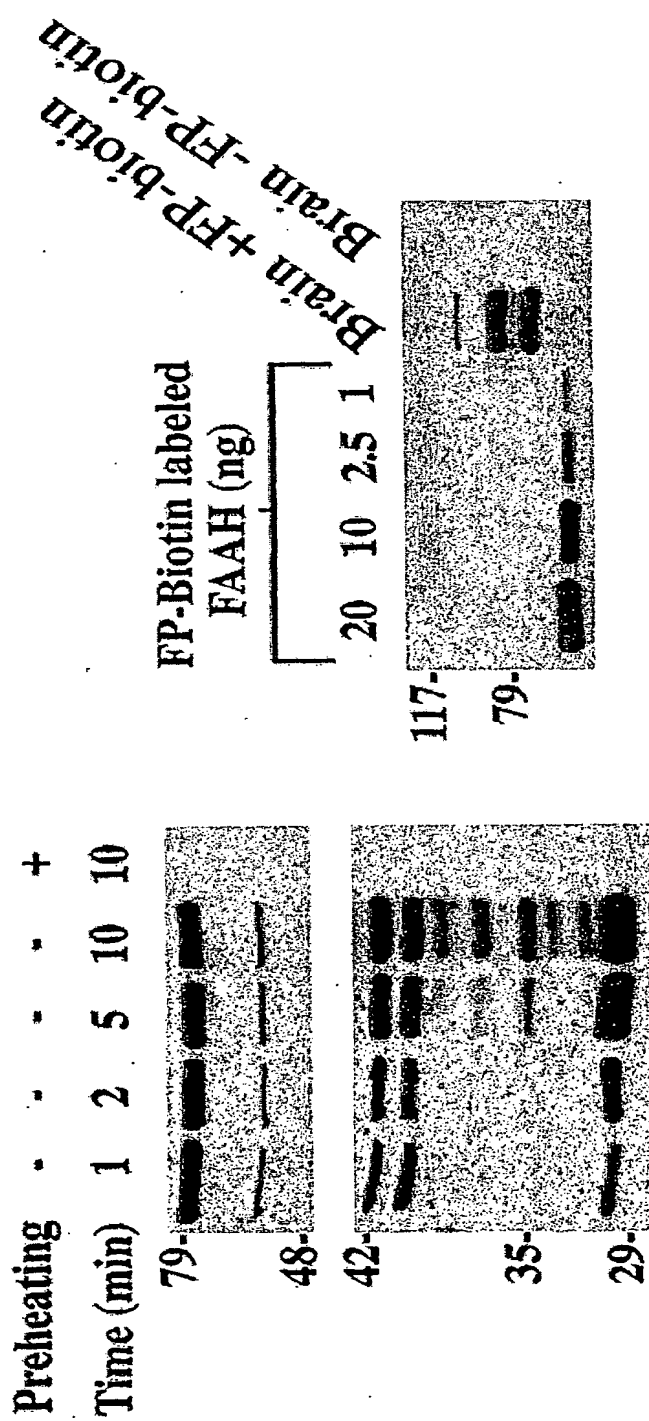 Preheating - - - - +
Time (min) 1 2 5 10 10
79-
48-
42-
35-
29-
FP-Biotin labeled
FAAH (ng)
20 10 2.5 1
Brain +FP-biotin
Brain -FP-biotin
117-
79-